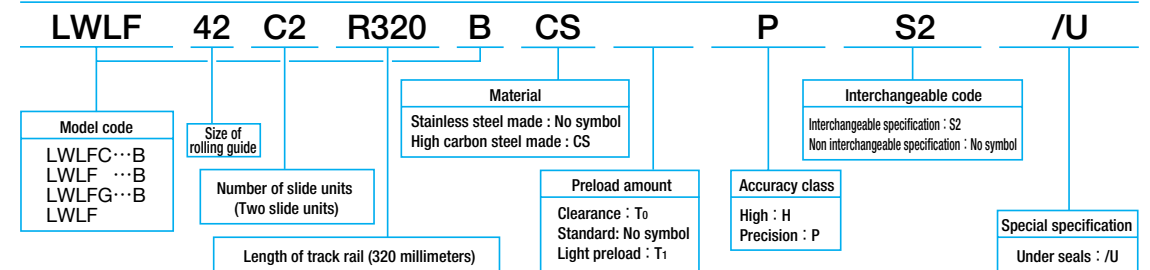 LWLF 42 C2 R320 B CS P S2 /U
Model code
LWLFC…B
LWLF …B
LWLFG…B
LWLF
Size of
rolling guide
Number of slide units
(Two slide units)
Length of track rail (320 millimeters)
Material
Stainless steel made : No symbol
High carbon steel made : CS
Preload amount
Clearance : T₀
Standard: No symbol
Light preload : T₁
Accuracy class
High : H
Precision : P
Interchangeable code
Interchangeable specification : S2
Non interchangeable specification : No symbol
Special specification
Under seals : /U